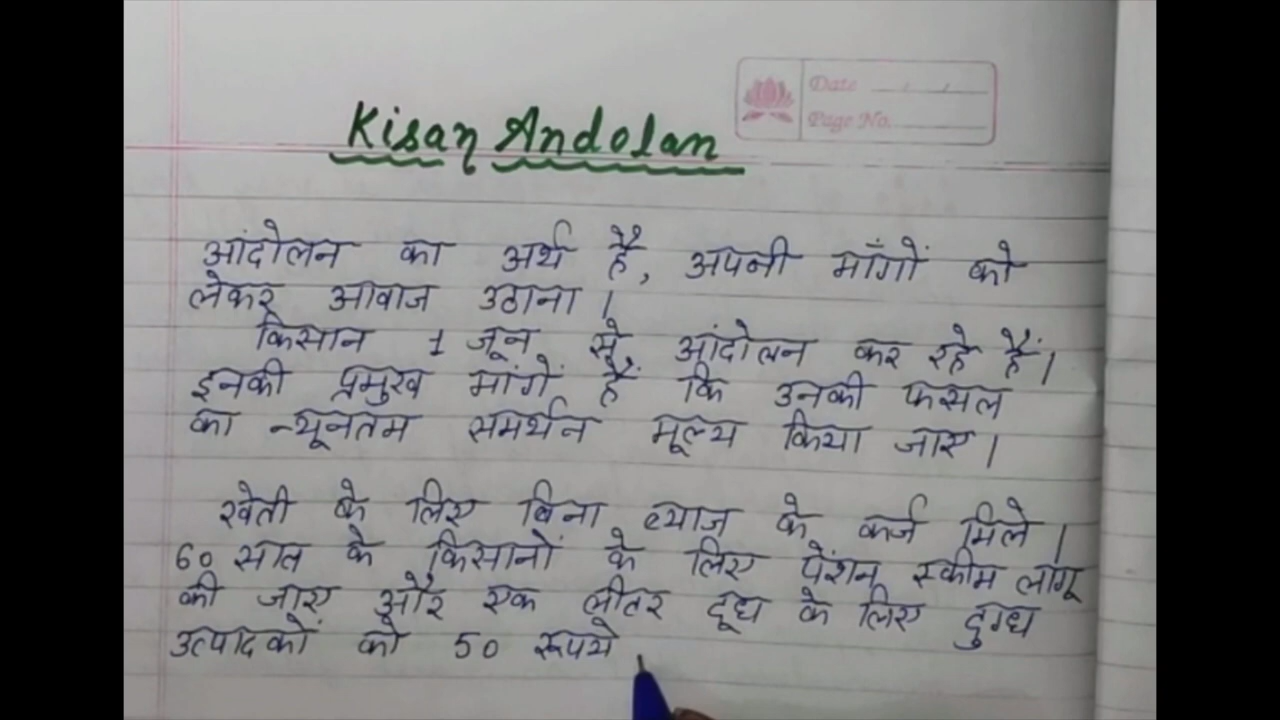 Kisan Andolan
Date
Page No.
आंदोलन का अर्थ है, अपनी माँगों को
लेकर आवाज उठाना।
किसान 1 जून से आंदोलन कर रहे हैं।
इनकी प्रमुख मांगें हैं कि उनकी फसल
का न्यूनतम समर्थन मूल्य किया जाए।
खेती के लिए बिना ब्याज के कर्ज मिले।
60 साल के किसानों के लिए पेंशन स्कीम लागू
की जाए और एक लीटर दूध के लिए दुग्ध
उत्पादकों को 50 रूपये